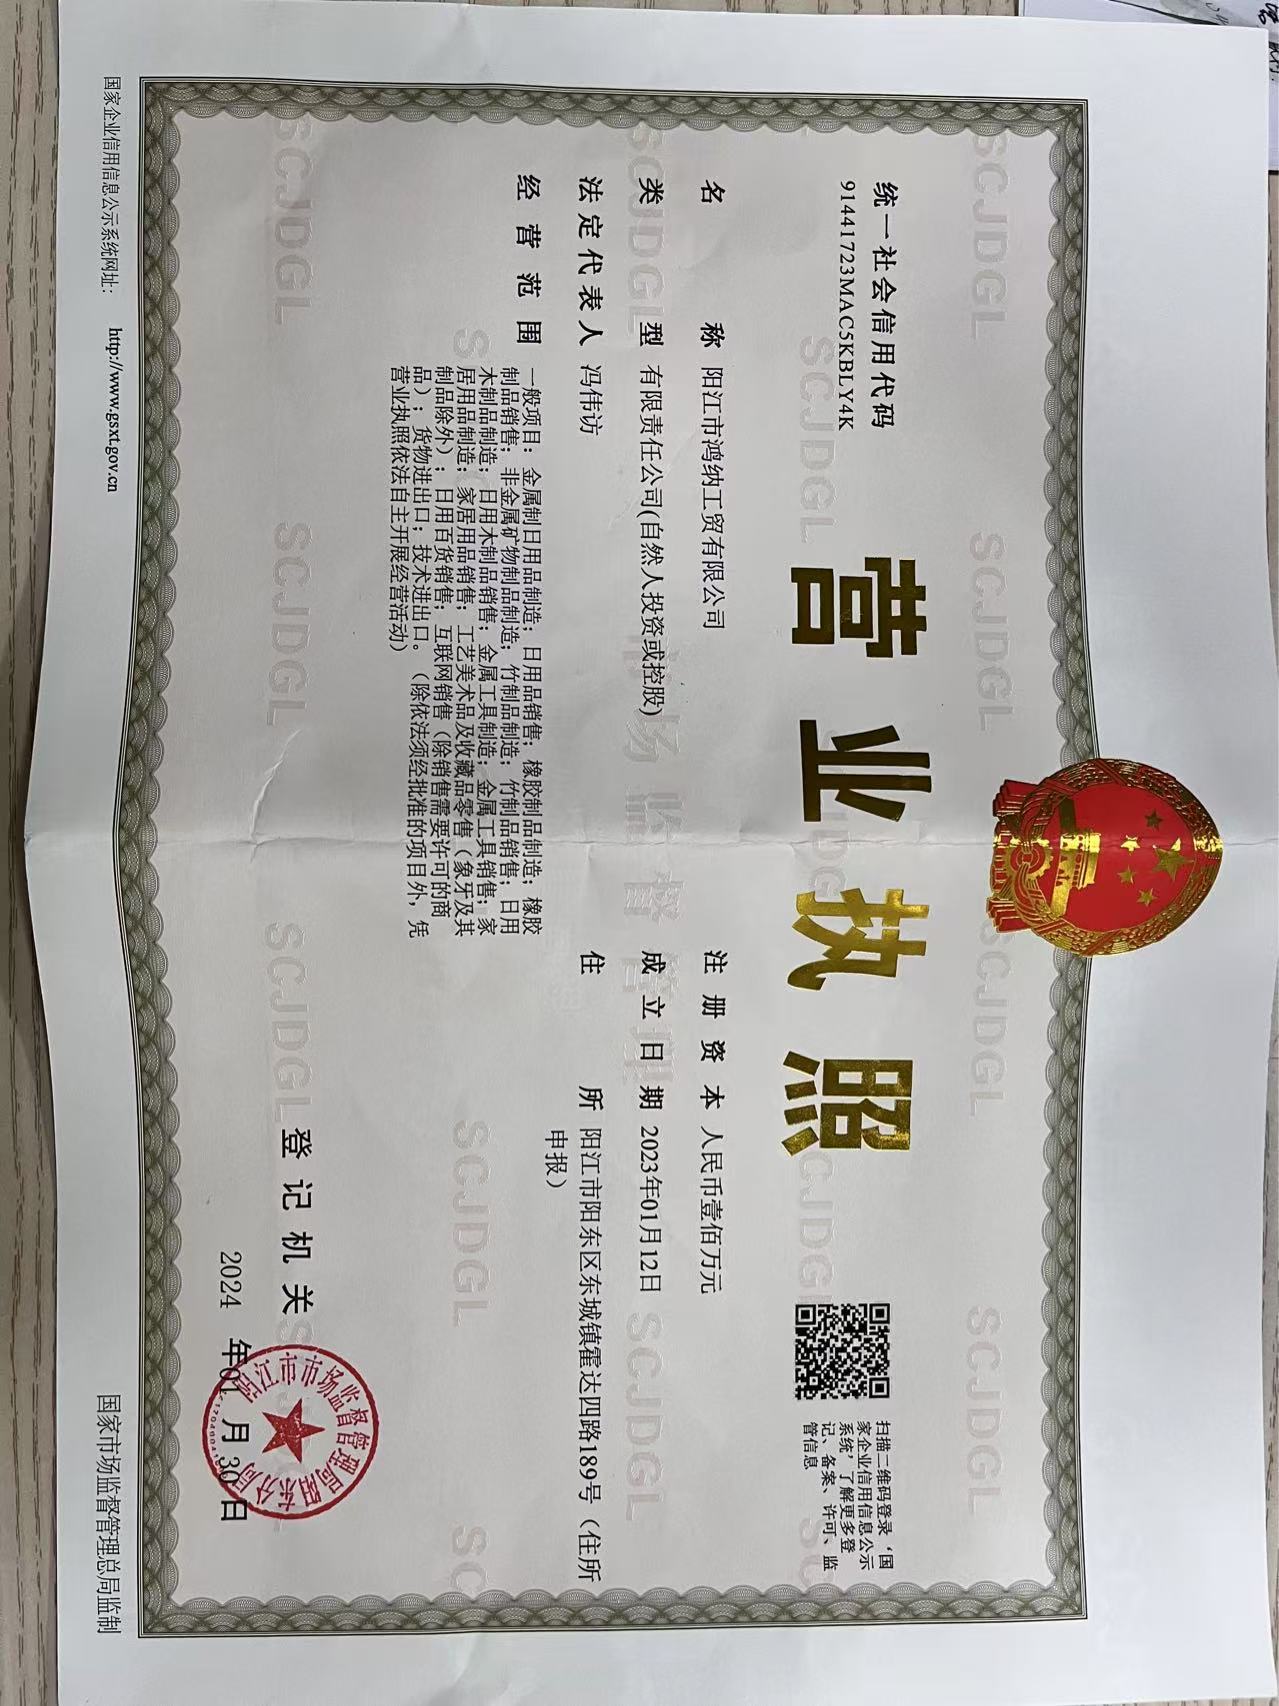 统一社会信用代码
91441723MAC5KBLY4K
营业执照
扫描二维码登录‘国
家企业信用信息公示
系统’了解更多登
记、备案、许可、监
管信息
名称 阳江市鸿纳工贸有限公司
类型 有限责任公司(自然人投资或控股)
法定代表人 冯伟访
经营范围 一般项目：金属制日用品制造；日用品销售；橡胶制品制造；橡胶
制品销售；非金属矿物制品制造；竹制品制造；竹制品销售；日用
木制品制造；日用木制品销售；金属工具制造；金属工具销售；家
居用品制造；家居用品销售；工艺美术品及收藏品零售（象牙及其
制品除外）；日用百货销售；互联网销售（除销售需要许可的商
品）；货物进出口；技术进出口。（除依法须经批准的项目外，凭
营业执照依法自主开展经营活动）
注册资本 人民币壹佰万元
成立日期 2023年01月12日
住所 阳江市阳东区东城镇霍达四路189号（住所
申报）
登记机关
阳江市市场监督管理局阳东分局
2024 年01 月 30 日
国家企业信用信息公示系统网址： http://www.gsxt.gov.cn
国家市场监督管理总局监制